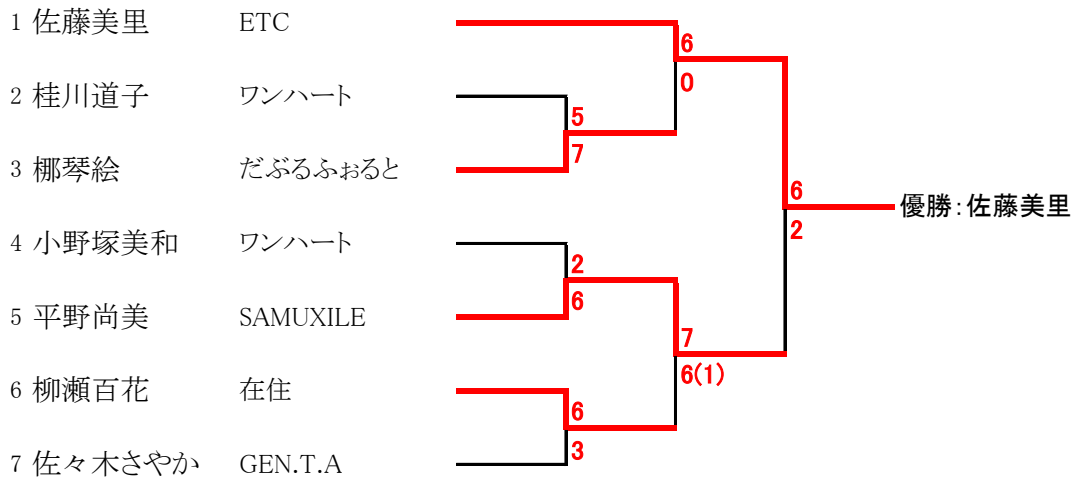 1 佐藤美里 ETC
6
0
2 桂川道子 ワンハート
5
7
3 梛琴絵 だぶるふぉると
6
2
優勝:佐藤美里
4 小野塚美和 ワンハート
2
6
5 平野尚美 SAMUXILE
7
6(1)
6 柳瀬百花 在住
6
3
7 佐々木さやか GEN.T.A